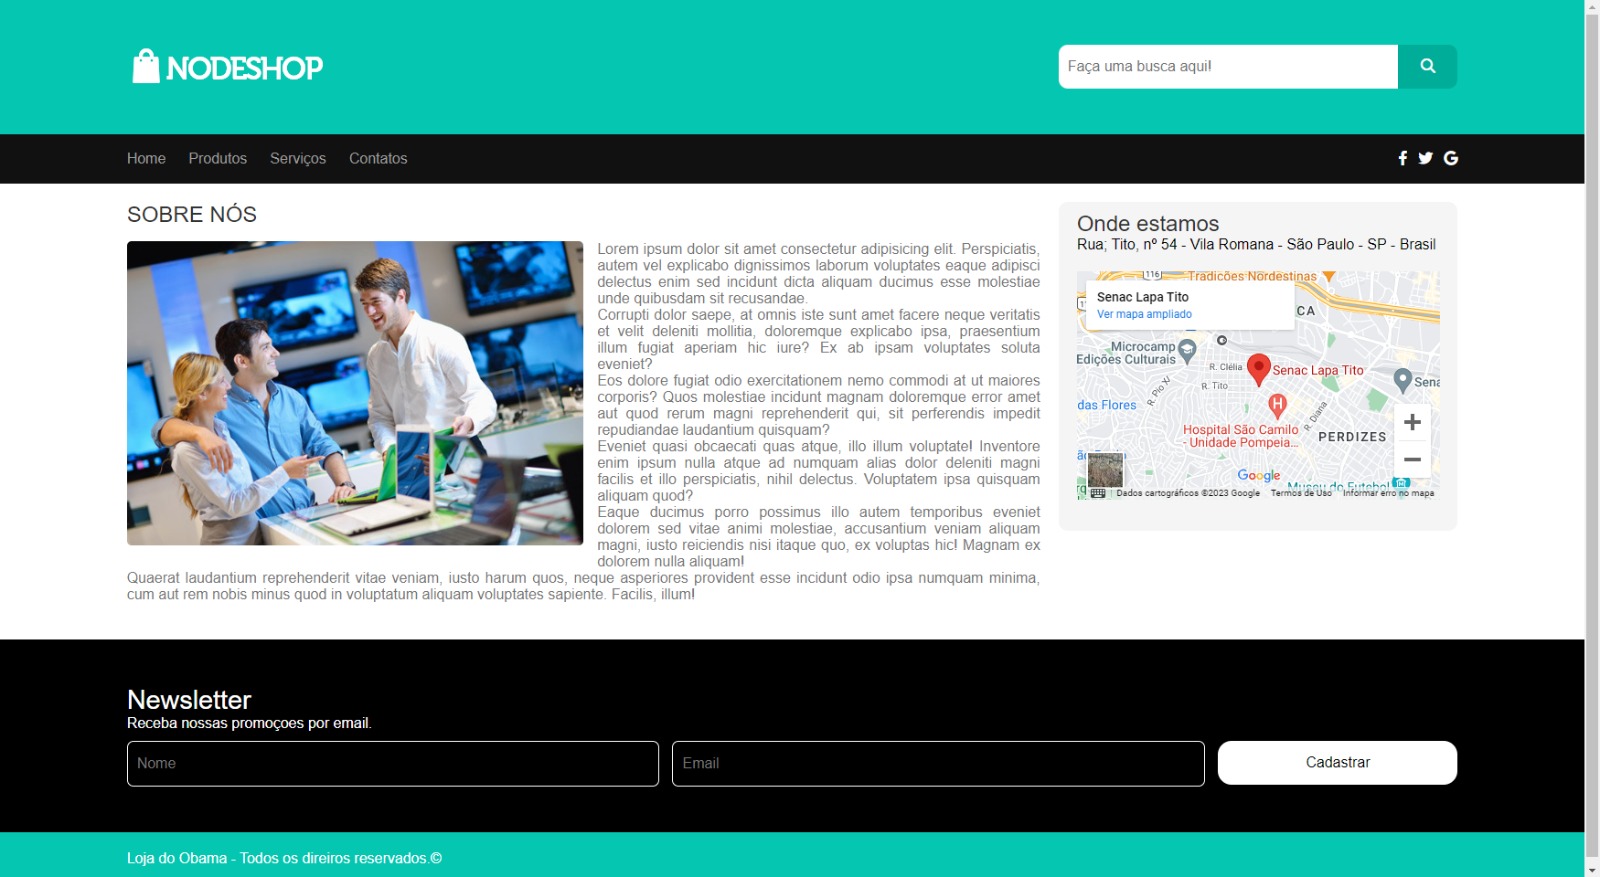 NODESHOP
Faça uma busca aqui!
Home Produtos Serviços Contatos
SOBRE NÓS
Lorem ipsum dolor sit amet consectetur adipisicing elit. Perspiciatis,
autem vel explicabo dignissimos laborum voluptates eaque adipisci
delectus enim sed incidunt dicta aliquam ducimus esse molestiae
unde quibusdam sit recusandae.
Corrupti dolor saepe, at omnis iste sunt amet facere neque veritatis
et velit deleniti mollitia, doloremque explicabo ipsa, praesentium
illum fugiat aperiam hic iure? Ex ab ipsam voluptates soluta
eveniet?
Eos dolore fugiat odio exercitationem nemo commodi at ut maiores
corporis? Quos molestiae incidunt magnam doloremque error amet
aut quod rerum magni reprehenderit qui, sit perferendis impedit
repudiandae laudantium quisquam?
Eveniet quasi obcaecati quas atque, illo illum voluptate! Inventore
enim ipsum nulla atque ad numquam alias dolor deleniti magni
facilis et illo perspiciatis, nihil delectus. Voluptatem ipsa quisquam
aliquam quod?
Eaque ducimus porro possimus illo autem temporibus eveniet
dolorem sed vitae animi molestiae, accusantium veniam aliquam
magni, iusto reiciendis nisi itaque quo, ex voluptas hic! Magnam ex
dolorem nulla aliquam!
Quaerat laudantium reprehenderit vitae veniam, iusto harum quos, neque asperiores provident esse incidunt odio ipsa numquam minima,
cum aut rem nobis minus quod in voluptatum aliquam voluptates sapiente. Facilis, illum!
Onde estamos
Rua; Tito, nº 54 - Vila Romana - São Paulo - SP - Brasil
116
Tradições Nordestinas
Senac Lapa Tito
Ver mapa ampliado
CA
Microcamp
Edições Culturais
R. Clélia
Senac Lapa Tito
R. Tito
Sena
R. Pio XI
das Flores
R. Diana
Hospital São Camilo
- Unidade Pompeia...
PERDIZES
Google
Museu do Futebol
Dados cartográficos ©2023 Google Termos de Uso Informar erro no mapa
Newsletter
Receba nossas promoçoes por email.
Nome
Email
Cadastrar
Loja do Obama - Todos os direiros reservados.©